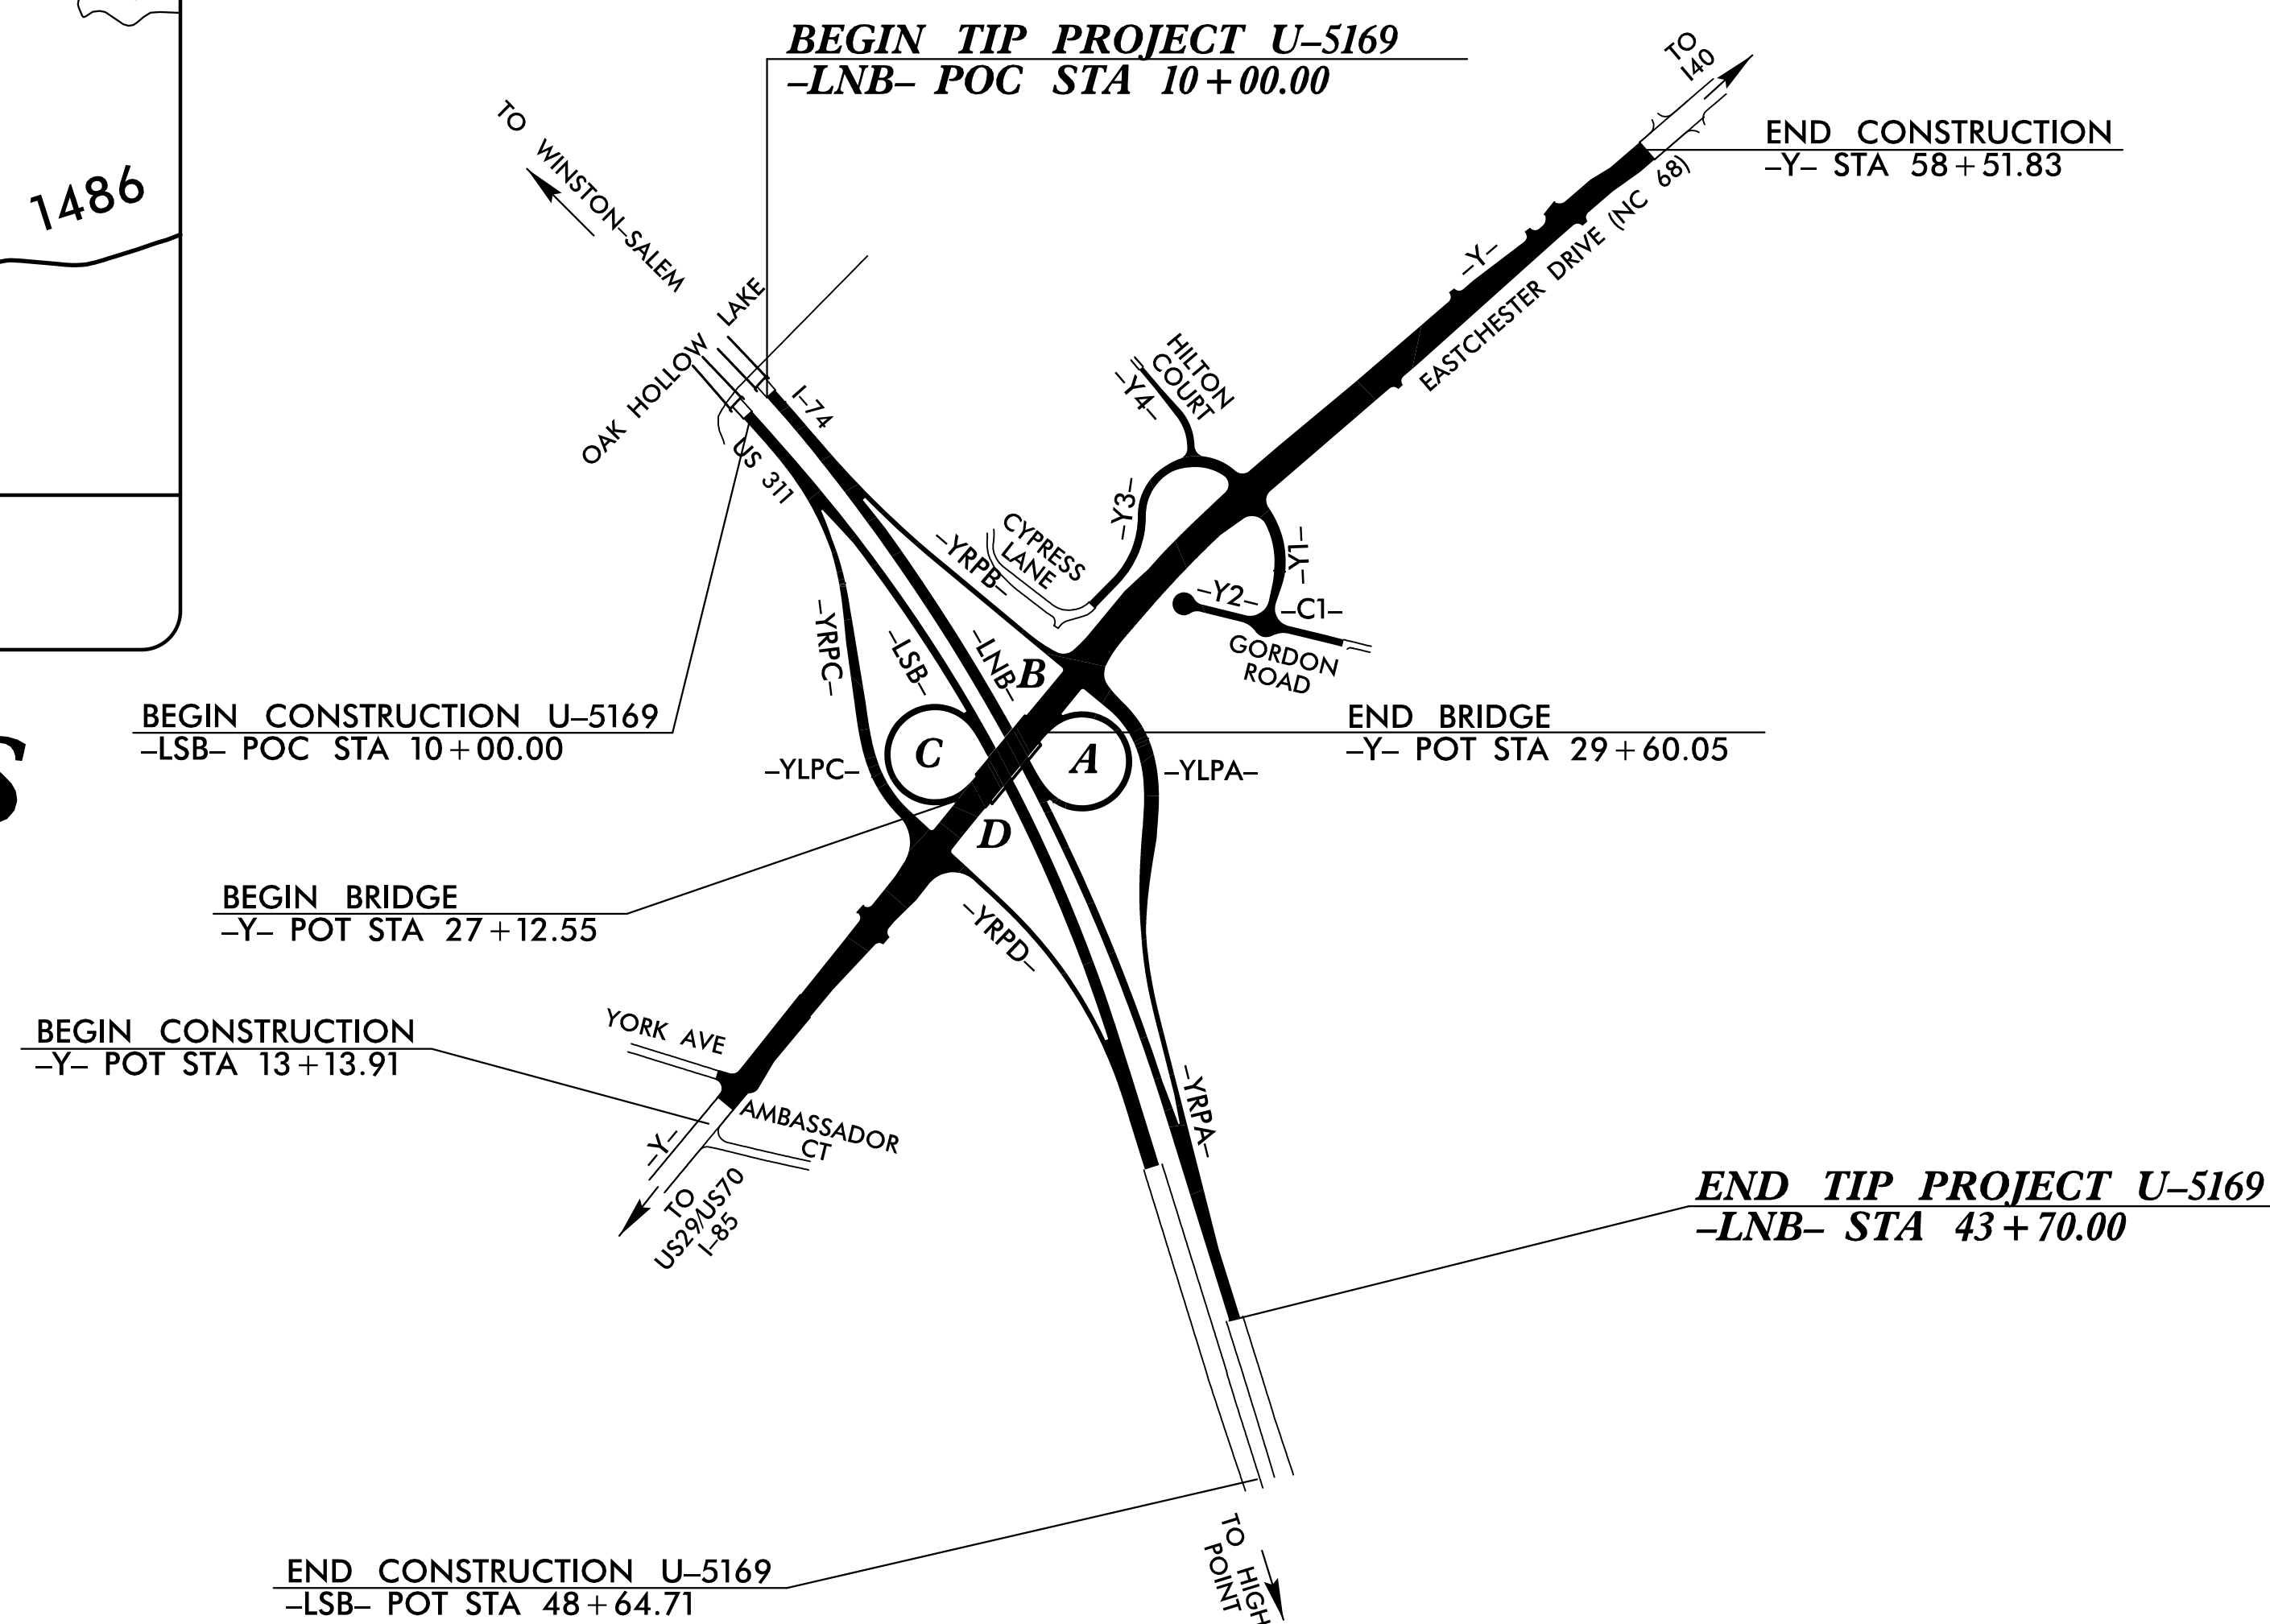 BEGIN TIP PROJECT U–5169
–LNB– POC STA 10+00.00
TO
I40
END CONSTRUCTION
–Y– STA 58+51.83
TO WINSTON–SALEM
1486
–Y–
EASTCHESTER DRIVE (NC 68)
OAK HOLLOW LAKE
I–74
US 311
HILTON
COURT
–Y4–
–Y3–
CYPRESS
LANE
–YRPB–
–Y1–
–Y2–
–C1–
GORDON
ROAD
–YRPC–
–LSB–
–LNB–
B
BEGIN CONSTRUCTION U–5169
–LSB– POC STA 10+00.00
END BRIDGE
–Y– POT STA 29+60.05
S
C
A
–YLPC–
–YLPA–
D
BEGIN BRIDGE
–Y– POT STA 27+12.55
–YRPD–
BEGIN CONSTRUCTION
–Y– POT STA 13+13.91
YORK AVE
AMBASSADOR
CT
–Y–
–YRPA–
TO
US29/US70
I–85
END TIP PROJECT U–5169
–LNB– STA 43+70.00
TO HIGH
POINT
END CONSTRUCTION U–5169
–LSB– POT STA 48+64.71